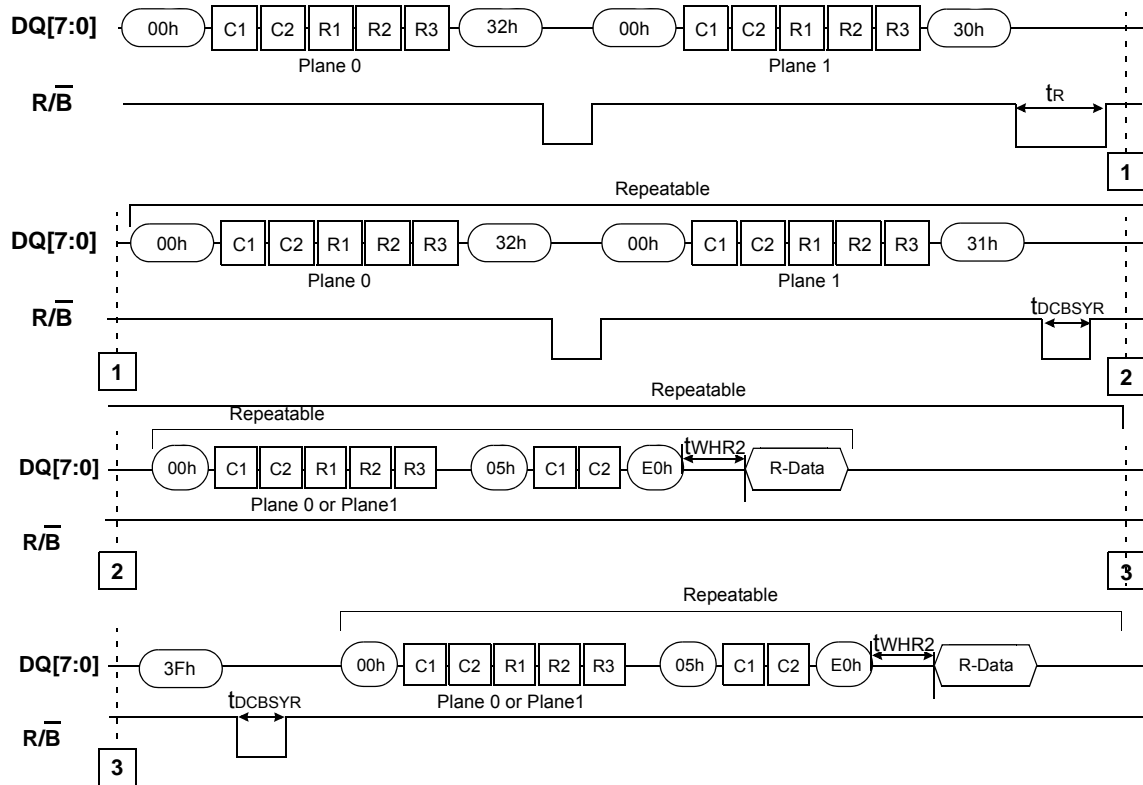 DQ[7:0] 00h C1 C2 R1 R2 R3 32h 00h C1 C2 R1 R2 R3 30h
Plane 0 Plane 1
R/B tR
1
Repeatable
DQ[7:0] 00h C1 C2 R1 R2 R3 32h 00h C1 C2 R1 R2 R3 31h
Plane 0 Plane 1
R/B tDCBSYR
1 2
Repeatable
Repeatable
DQ[7:0] 00h C1 C2 R1 R2 R3 05h C1 C2 E0h tWHR2 R-Data
Plane 0 or Plane1
R/B
2 3
Repeatable
DQ[7:0] 3Fh 00h C1 C2 R1 R2 R3 05h C1 C2 E0h tWHR2 R-Data
Plane 0 or Plane1
R/B tDCBSYR
3